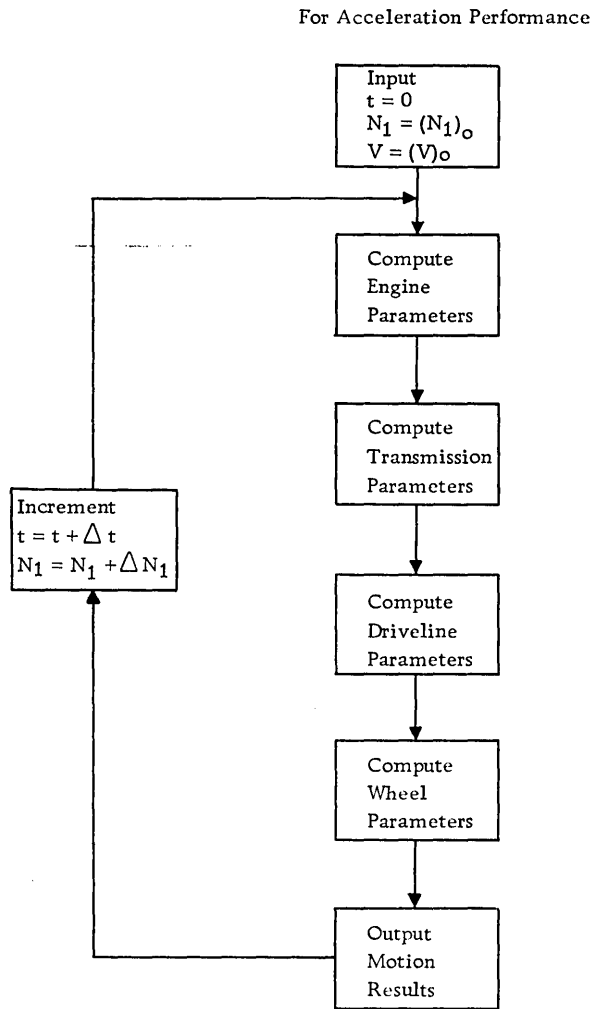 For Acceleration Performance
Input
t = 0
N1 = (N1)o
V = (V)o
Compute
Engine
Parameters
Compute
Transmission
Parameters
Increment
t = t + Δ t
N1 = N1 + Δ N1
Compute
Driveline
Parameters
Compute
Wheel
Parameters
Output
Motion
Results